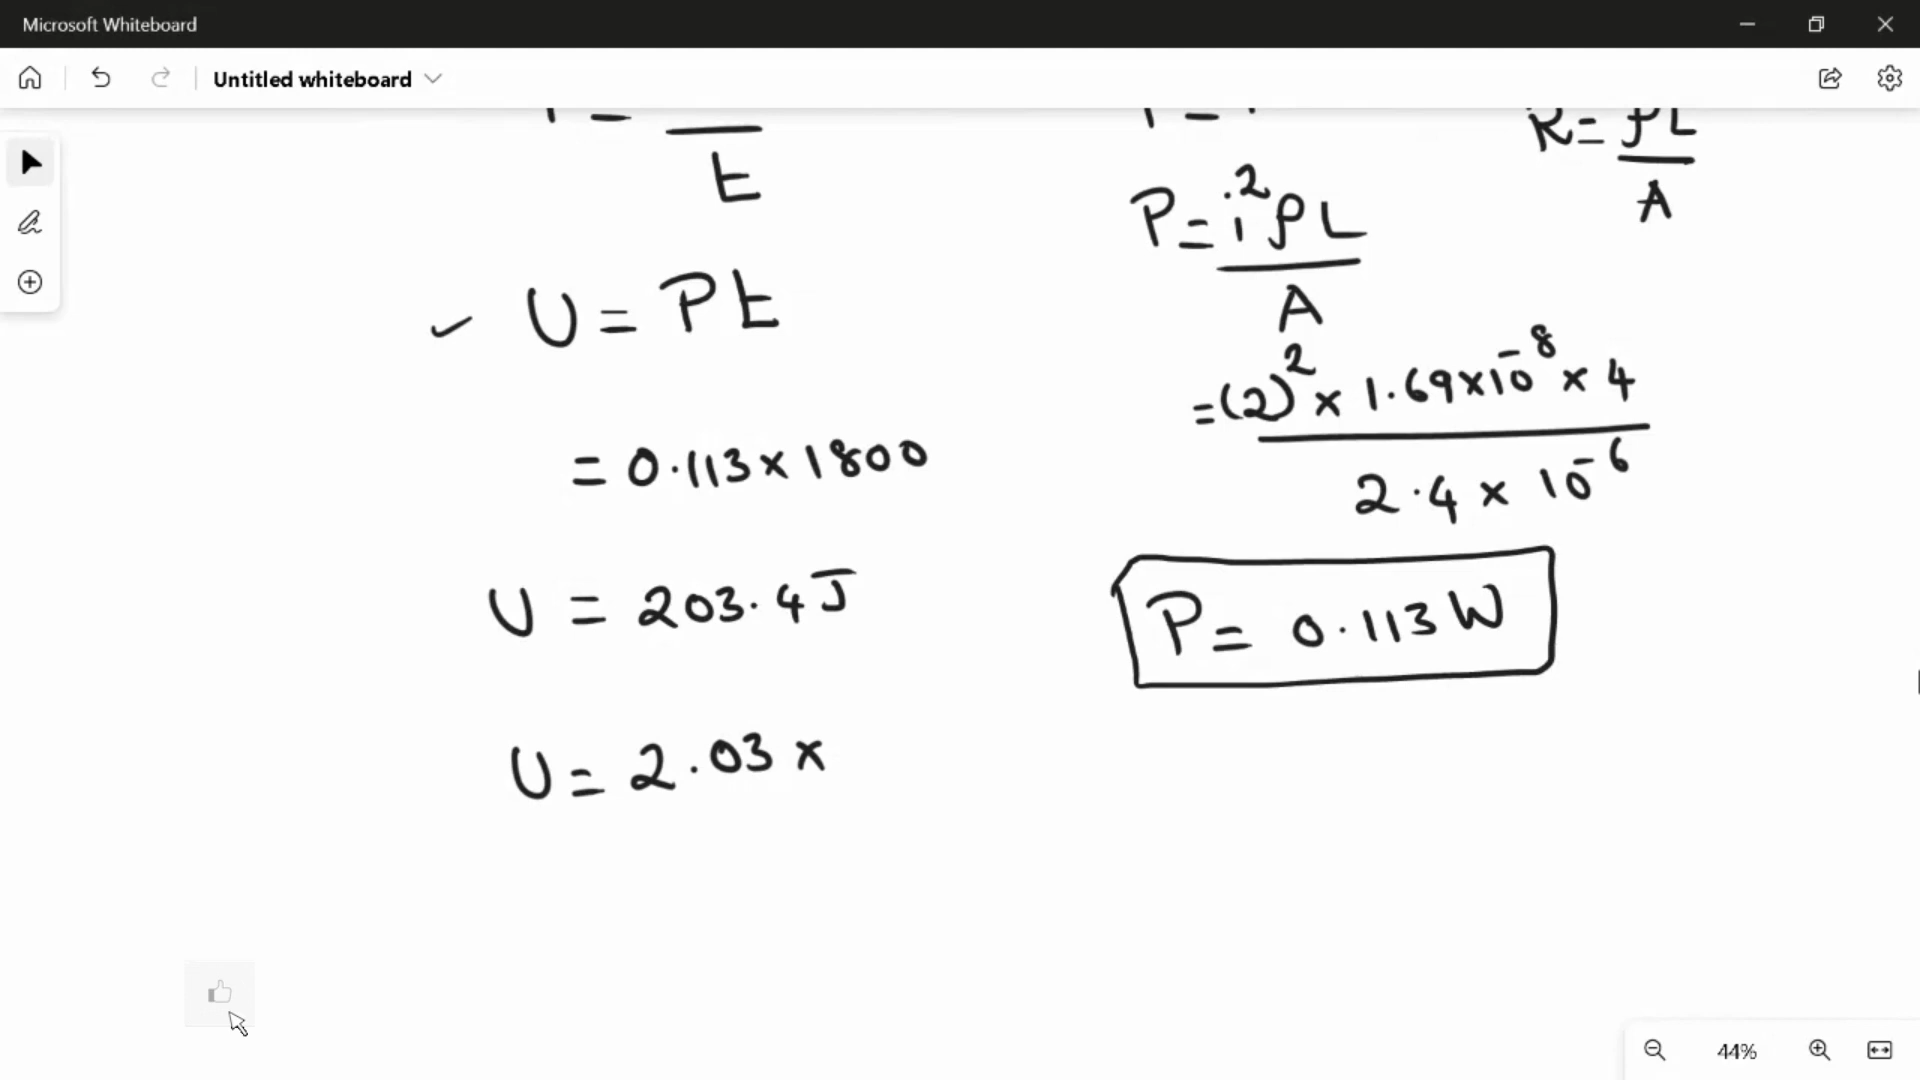 Microsoft Whiteboard
Untitled whiteboard
t
U = Pt
= 0.113 x 1800
U = 203.4 J
U = 2.03 x
R = ρL
A
P = i²ρL
A
= (2)² x 1.69 x 10⁻⁸ x 4
2.4 x 10⁻⁶
P = 0.113 W
44%